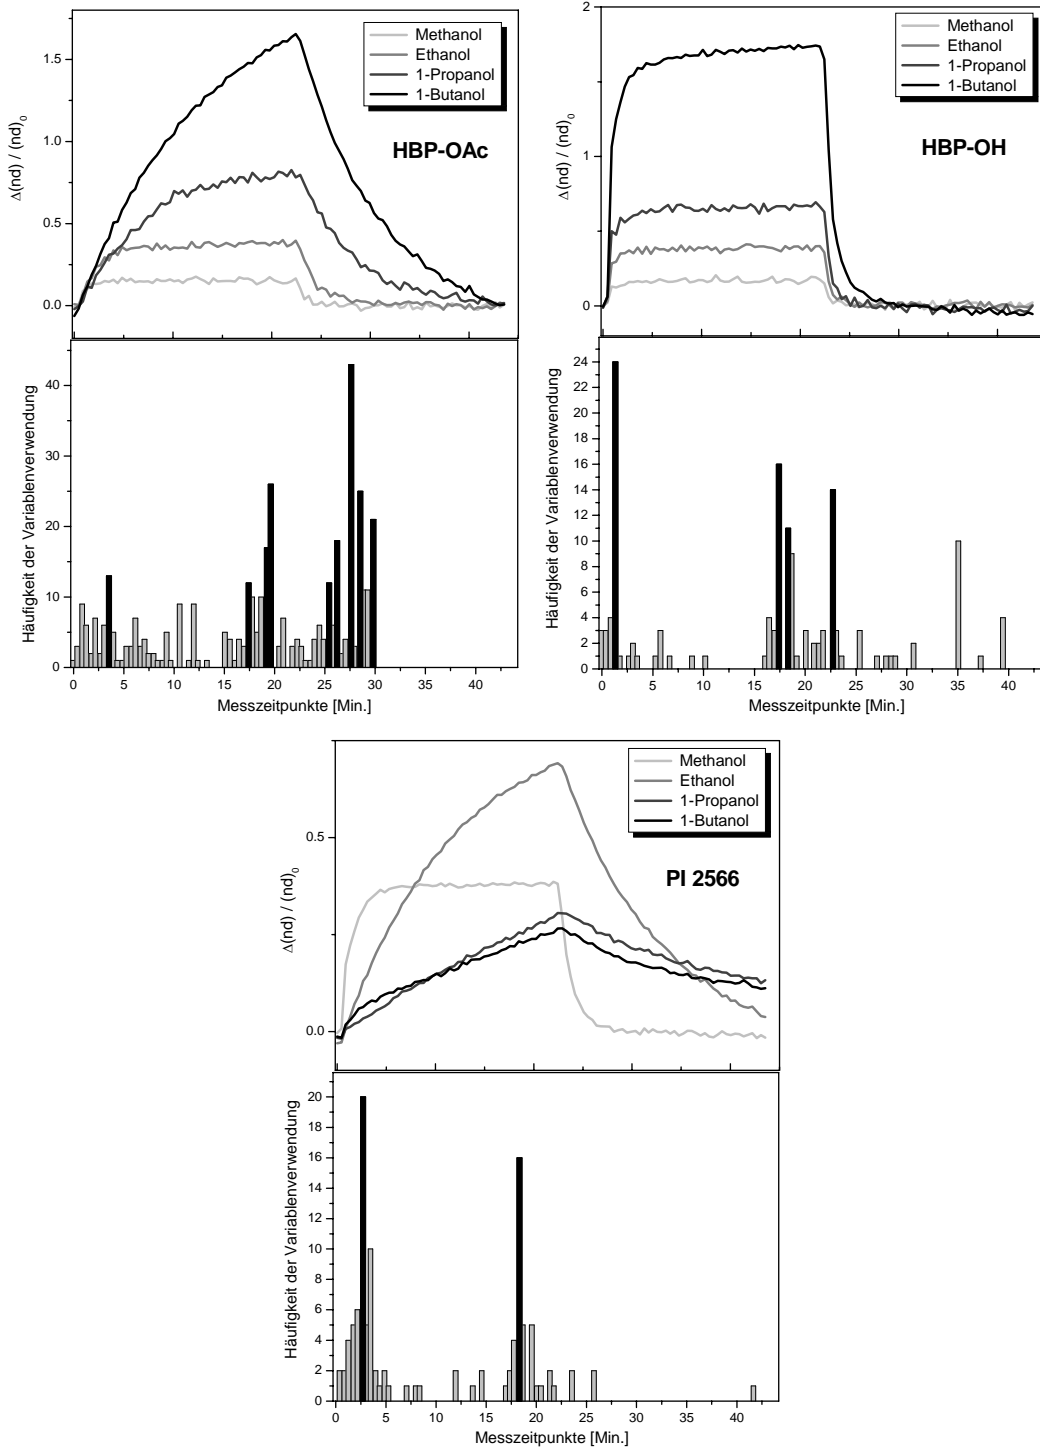 Methanol
Ethanol
1-Propanol
1-Butanol
HBP-OAc
Δ(nd) / (nd)₀
1.5
1.0
0.5
0.0
Häufigkeit der Variablenverwendung
40
30
20
10
0
0 5 10 15 20 25 30 35 40
Messzeitpunkte [Min.]
Methanol
Ethanol
1-Propanol
1-Butanol
HBP-OH
Δ(nd) / (nd)₀
2
1
0
Häufigkeit der Variablenverwendung
24
22
20
18
16
14
12
10
8
6
4
2
0
0 5 10 15 20 25 30 35 40
Messzeitpunkte [Min.]
Methanol
Ethanol
1-Propanol
1-Butanol
PI 2566
Δ(nd) / (nd)₀
0.5
0.0
Häufigkeit der Variablenverwendung
20
18
16
14
12
10
8
6
4
2
0
0 5 10 15 20 25 30 35 40
Messzeitpunkte [Min.]